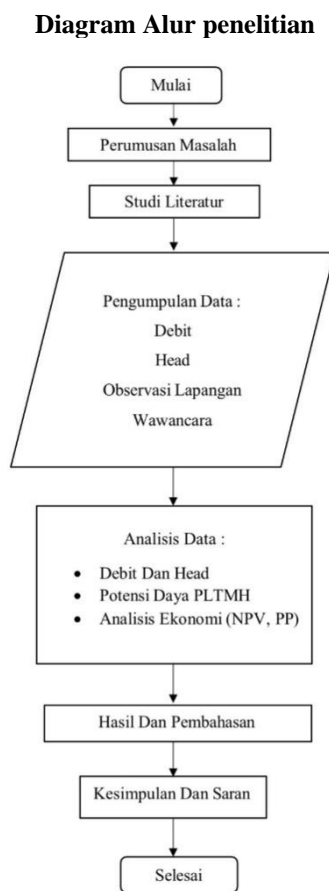 Diagram Alur penelitian
Mulai
Perumusan Masalah
Studi Literatur
Pengumpulan Data :
Debit
Head
Observasi Lapangan
Wawancara
Analisis Data :
• Debit Dan Head
• Potensi Daya PLTMH
• Analisis Ekonomi (NPV, PP)
Hasil Dan Pembahasan
Kesimpulan Dan Saran
Selesai